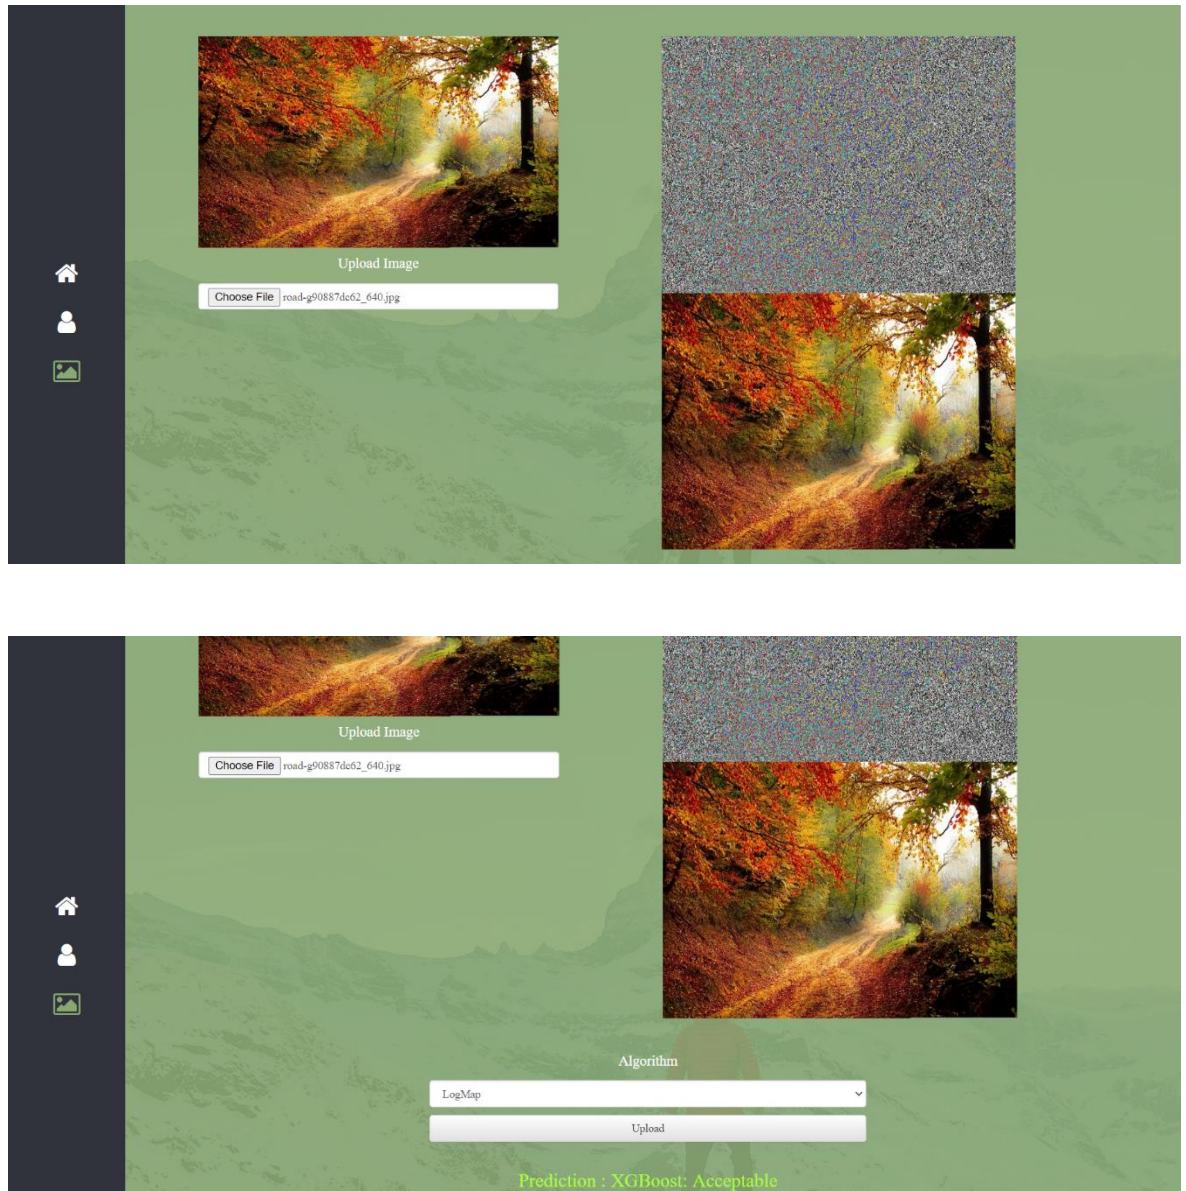 Upload Image
Choose File road-g90887dc62_640.jpg
Upload Image
Choose File road-g90887dc62_640.jpg
Algorithm
LogMap
Upload
Prediction : XGBoost: Acceptable